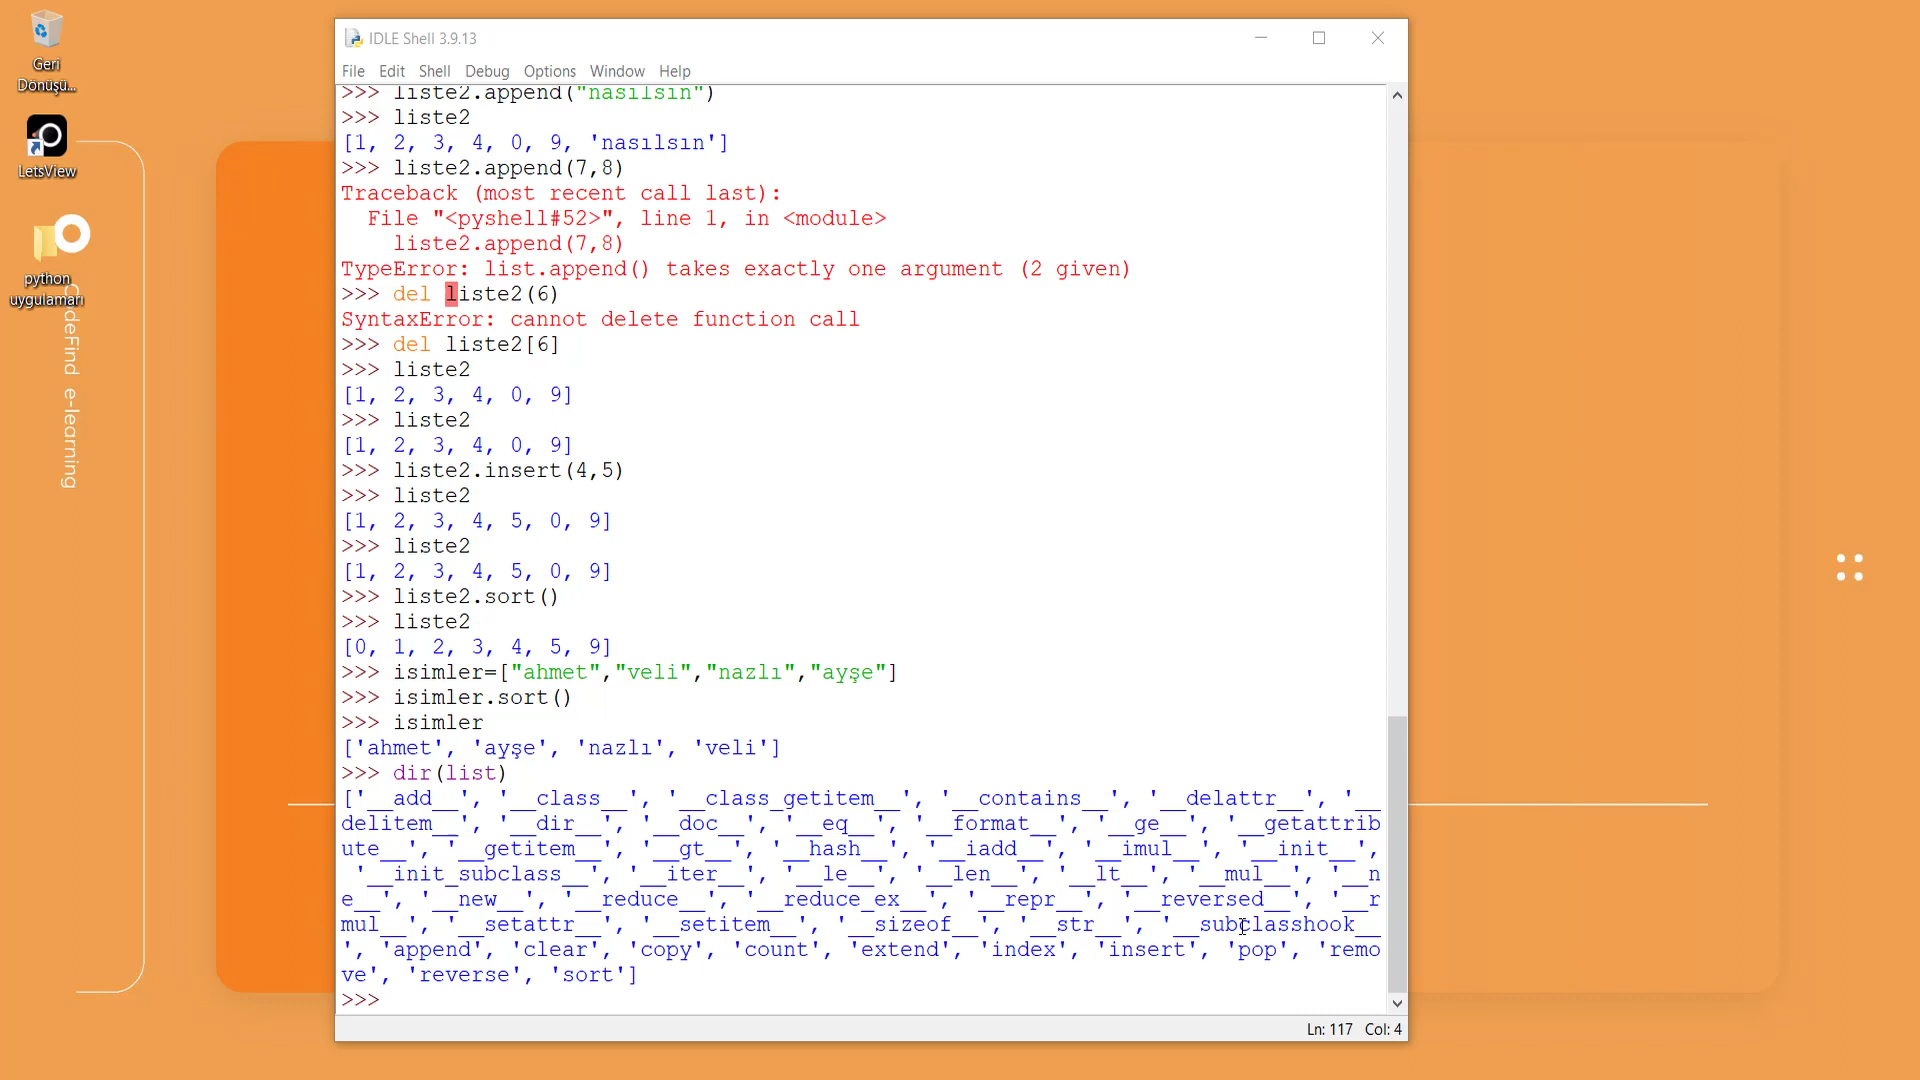 Geri
Dönüşü...
LetsView
python
uygulamaları
deFind e-learning
IDLE Shell 3.9.13
File Edit Shell Debug Options Window Help
>>> liste2.append("nasılsın")
>>> liste2
[1, 2, 3, 4, 0, 9, 'nasılsın']
>>> liste2.append(7,8)
Traceback (most recent call last):
  File "<pyshell#52>", line 1, in <module>
    liste2.append(7,8)
TypeError: list.append() takes exactly one argument (2 given)
>>> del liste2(6)
SyntaxError: cannot delete function call
>>> del liste2[6]
>>> liste2
[1, 2, 3, 4, 0, 9]
>>> liste2
[1, 2, 3, 4, 0, 9]
>>> liste2.insert(4,5)
>>> liste2
[1, 2, 3, 4, 5, 0, 9]
>>> liste2
[1, 2, 3, 4, 5, 0, 9]
>>> liste2.sort()
>>> liste2
[0, 1, 2, 3, 4, 5, 9]
>>> isimler=["ahmet","veli","nazlı","ayşe"]
>>> isimler.sort()
>>> isimler
['ahmet', 'ayşe', 'nazlı', 'veli']
>>> dir(list)
['__add__', '__class__', '__class_getitem__', '__contains__', '__delattr__', '__
delitem__', '__dir__', '__doc__', '__eq__', '__format__', '__ge__', '__getattrib
ute__', '__getitem__', '__gt__', '__hash__', '__iadd__', '__imul__', '__init__',
 '__init_subclass__', '__iter__', '__le__', '__len__', '__lt__', '__mul__', '__n
e__', '__new__', '__reduce__', '__reduce_ex__', '__repr__', '__reversed__', '__r
mul__', '__setattr__', '__setitem__', '__sizeof__', '__str__', '__subclasshook__
', 'append', 'clear', 'copy', 'count', 'extend', 'index', 'insert', 'pop', 'remo
ve', 'reverse', 'sort']
>>>
Ln: 117 Col: 4